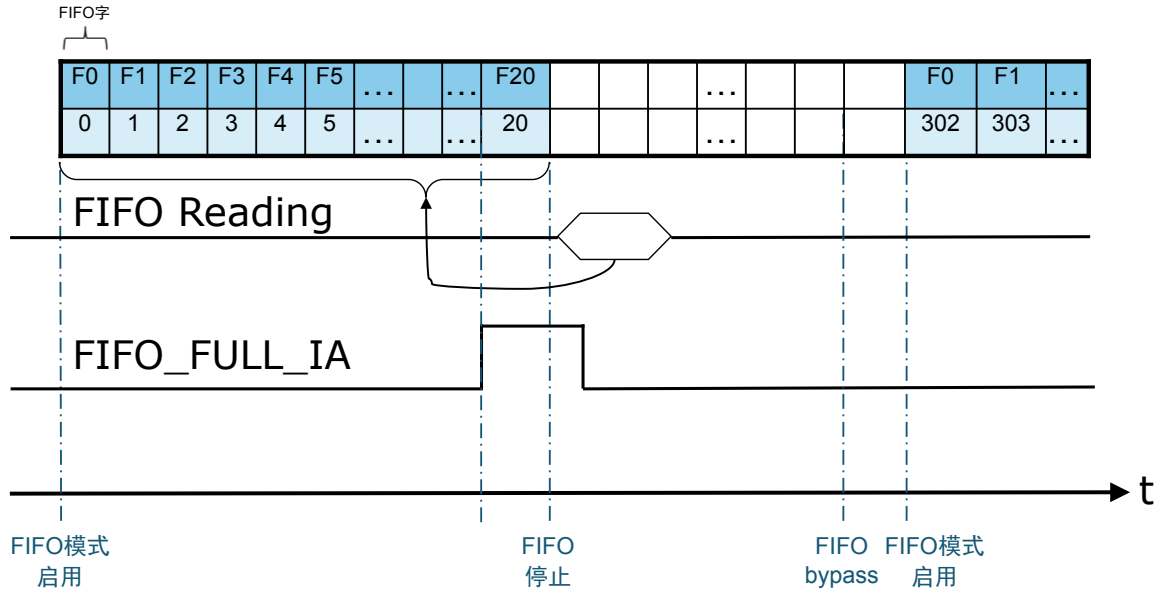 FIFO字
F0 F1 F2 F3 F4 F5 ... ... F20 ... F0 F1 ...
0 1 2 3 4 5 ... ... 20 ... 302 303 ...
FIFO Reading
FIFO_FULL_IA
t
FIFO模式 FIFO FIFO FIFO模式
启用 停止 bypass 启用